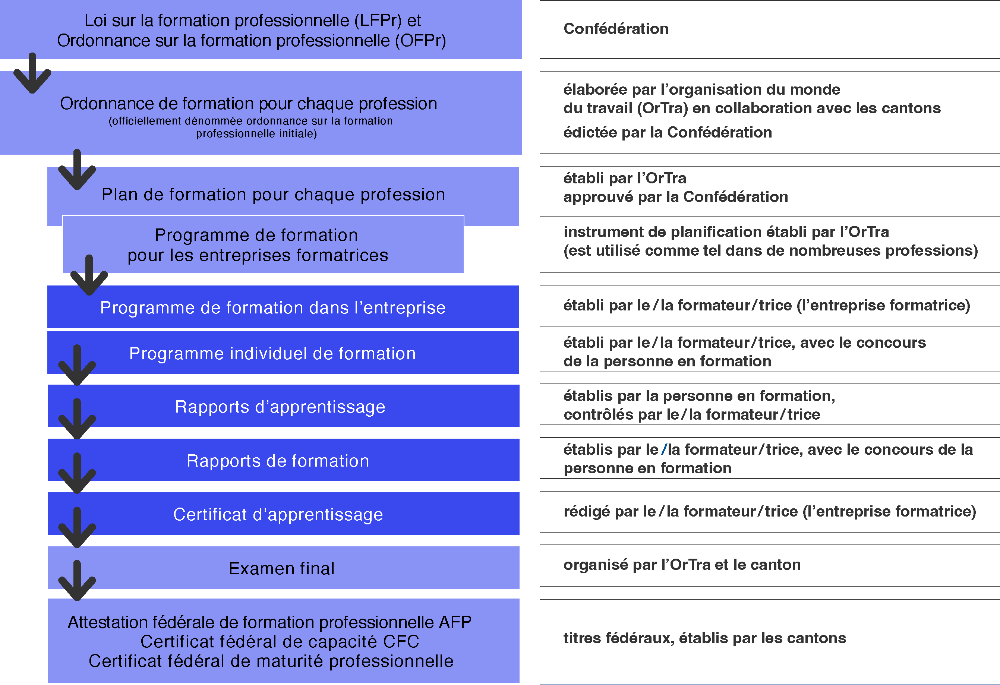 Loi sur la formation professionnelle (LFPr) et
Ordonnance sur la formation professionnelle (OFPr)
Confédération
Ordonnance de formation pour chaque profession
(officiellement dénommée ordonnance sur la formation
professionnelle initiale)
élaborée par l’organisation du monde
du travail (OrTra) en collaboration avec les cantons
édictée par la Confédération
Plan de formation pour chaque profession
établi par l’OrTra
approuvé par la Confédération
Programme de formation
pour les entreprises formatrices
instrument de planification établi par l’OrTra
(est utilisé comme tel dans de nombreuses professions)
Programme de formation dans l’entreprise
établi par le/la formateur/trice (l’entreprise formatrice)
Programme individuel de formation
établi par le/la formateur/trice, avec le concours
de la personne en formation
Rapports d’apprentissage
établis par la personne en formation,
contrôlés par le/la formateur/trice
Rapports de formation
établis par le/la formateur/trice, avec le concours de la
personne en formation
Certificat d’apprentissage
rédigé par le/la formateur/trice (l’entreprise formatrice)
Examen final
organisé par l’OrTra et le canton
Attestation fédérale de formation professionnelle AFP
Certificat fédéral de capacité CFC
Certificat fédéral de maturité professionnelle
titres fédéraux, établis par les cantons